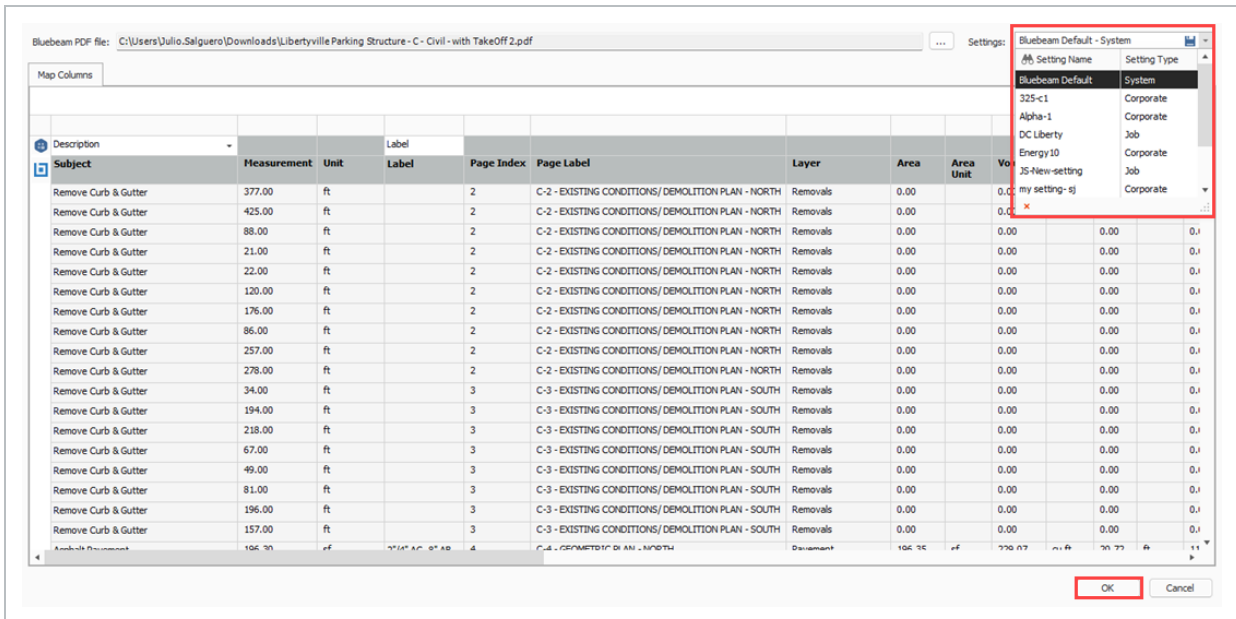 Bluebeam PDF file: C:\Users\Julio.Salguero\Downloads\Libertyville Parking Structure - C - Civil - with TakeOff 2.pdf ... Settings: Bluebeam Default - System
Setting Name Setting Type
Bluebeam Default System
325-c1 Corporate
Alpha-1 Corporate
DC Liberty Job
Energy10 Corporate
JS-New-setting Job
my setting- sj Corporate
Map Columns
Description Label
Subject Measurement Unit Label Page Index Page Label Layer Area Area Unit
Remove Curb & Gutter 377.00 ft 2 C-2 - EXISTING CONDITIONS/ DEMOLITION PLAN - NORTH Removals 0.00
Remove Curb & Gutter 425.00 ft 2 C-2 - EXISTING CONDITIONS/ DEMOLITION PLAN - NORTH Removals 0.00
Remove Curb & Gutter 88.00 ft 2 C-2 - EXISTING CONDITIONS/ DEMOLITION PLAN - NORTH Removals 0.00 0.00 0.00
Remove Curb & Gutter 21.00 ft 2 C-2 - EXISTING CONDITIONS/ DEMOLITION PLAN - NORTH Removals 0.00 0.00 0.00
Remove Curb & Gutter 22.00 ft 2 C-2 - EXISTING CONDITIONS/ DEMOLITION PLAN - NORTH Removals 0.00 0.00 0.00
Remove Curb & Gutter 120.00 ft 2 C-2 - EXISTING CONDITIONS/ DEMOLITION PLAN - NORTH Removals 0.00 0.00 0.00
Remove Curb & Gutter 176.00 ft 2 C-2 - EXISTING CONDITIONS/ DEMOLITION PLAN - NORTH Removals 0.00 0.00 0.00
Remove Curb & Gutter 86.00 ft 2 C-2 - EXISTING CONDITIONS/ DEMOLITION PLAN - NORTH Removals 0.00 0.00 0.00
Remove Curb & Gutter 257.00 ft 2 C-2 - EXISTING CONDITIONS/ DEMOLITION PLAN - NORTH Removals 0.00 0.00 0.00
Remove Curb & Gutter 278.00 ft 2 C-2 - EXISTING CONDITIONS/ DEMOLITION PLAN - NORTH Removals 0.00 0.00 0.00
Remove Curb & Gutter 34.00 ft 3 C-3 - EXISTING CONDITIONS/ DEMOLITION PLAN - SOUTH Removals 0.00 0.00 0.00
Remove Curb & Gutter 194.00 ft 3 C-3 - EXISTING CONDITIONS/ DEMOLITION PLAN - SOUTH Removals 0.00 0.00 0.00
Remove Curb & Gutter 218.00 ft 3 C-3 - EXISTING CONDITIONS/ DEMOLITION PLAN - SOUTH Removals 0.00 0.00 0.00
Remove Curb & Gutter 67.00 ft 3 C-3 - EXISTING CONDITIONS/ DEMOLITION PLAN - SOUTH Removals 0.00 0.00 0.00
Remove Curb & Gutter 49.00 ft 3 C-3 - EXISTING CONDITIONS/ DEMOLITION PLAN - SOUTH Removals 0.00 0.00 0.00
Remove Curb & Gutter 81.00 ft 3 C-3 - EXISTING CONDITIONS/ DEMOLITION PLAN - SOUTH Removals 0.00 0.00 0.00
Remove Curb & Gutter 196.00 ft 3 C-3 - EXISTING CONDITIONS/ DEMOLITION PLAN - SOUTH Removals 0.00 0.00 0.00
Remove Curb & Gutter 157.00 ft 3 C-3 - EXISTING CONDITIONS/ DEMOLITION PLAN - SOUTH Removals 0.00 0.00 0.00
Asphalt Pavement 196.30 sf 4 C-4 - GEOMETRIC PLAN - NORTH Pavement 196.35 sf 229.07 cu ft 20.72 ft
OK Cancel